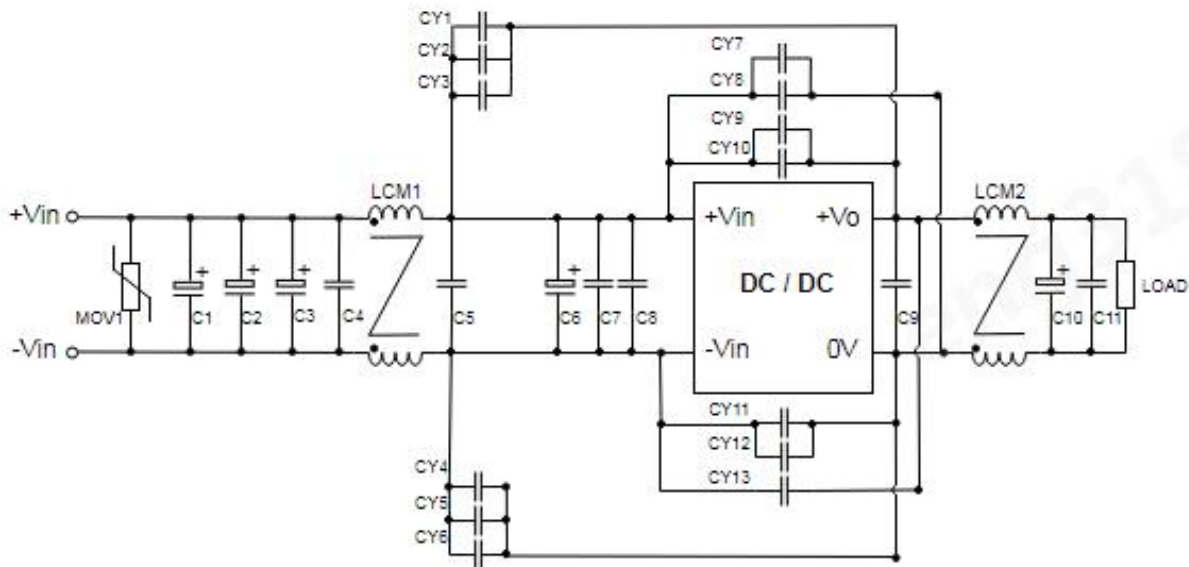 CY1
CY2
CY3
CY7
CY8
CY9
CY10
LCM1
LCM2
+Vin
+Vin
+Vo
DC / DC
MOV1
C1
C2
C3
C4
C5
C6
C7
C8
C9
C10
C11
LOAD
-Vin
-Vin
0V
CY11
CY12
CY13
CY4
CY5
CY6